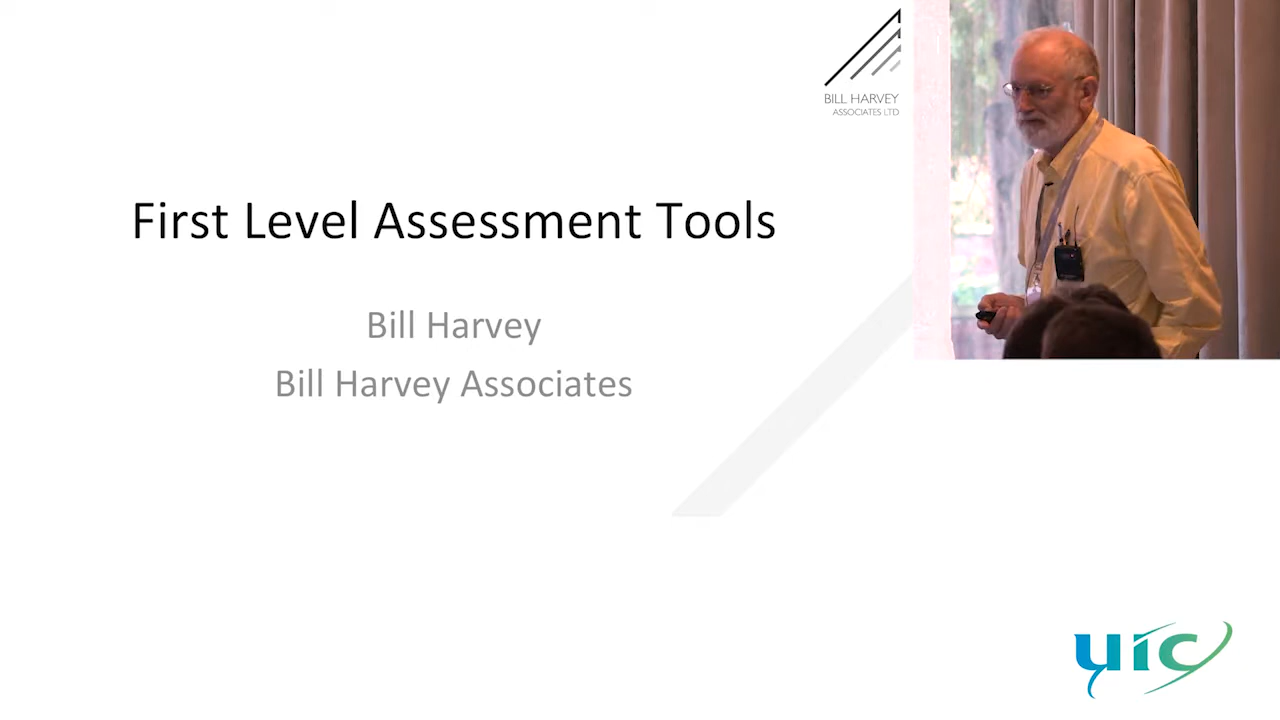 BILL HARVEY
ASSOCIATES LTD
First Level Assessment Tools
Bill Harvey
Bill Harvey Associates
uic